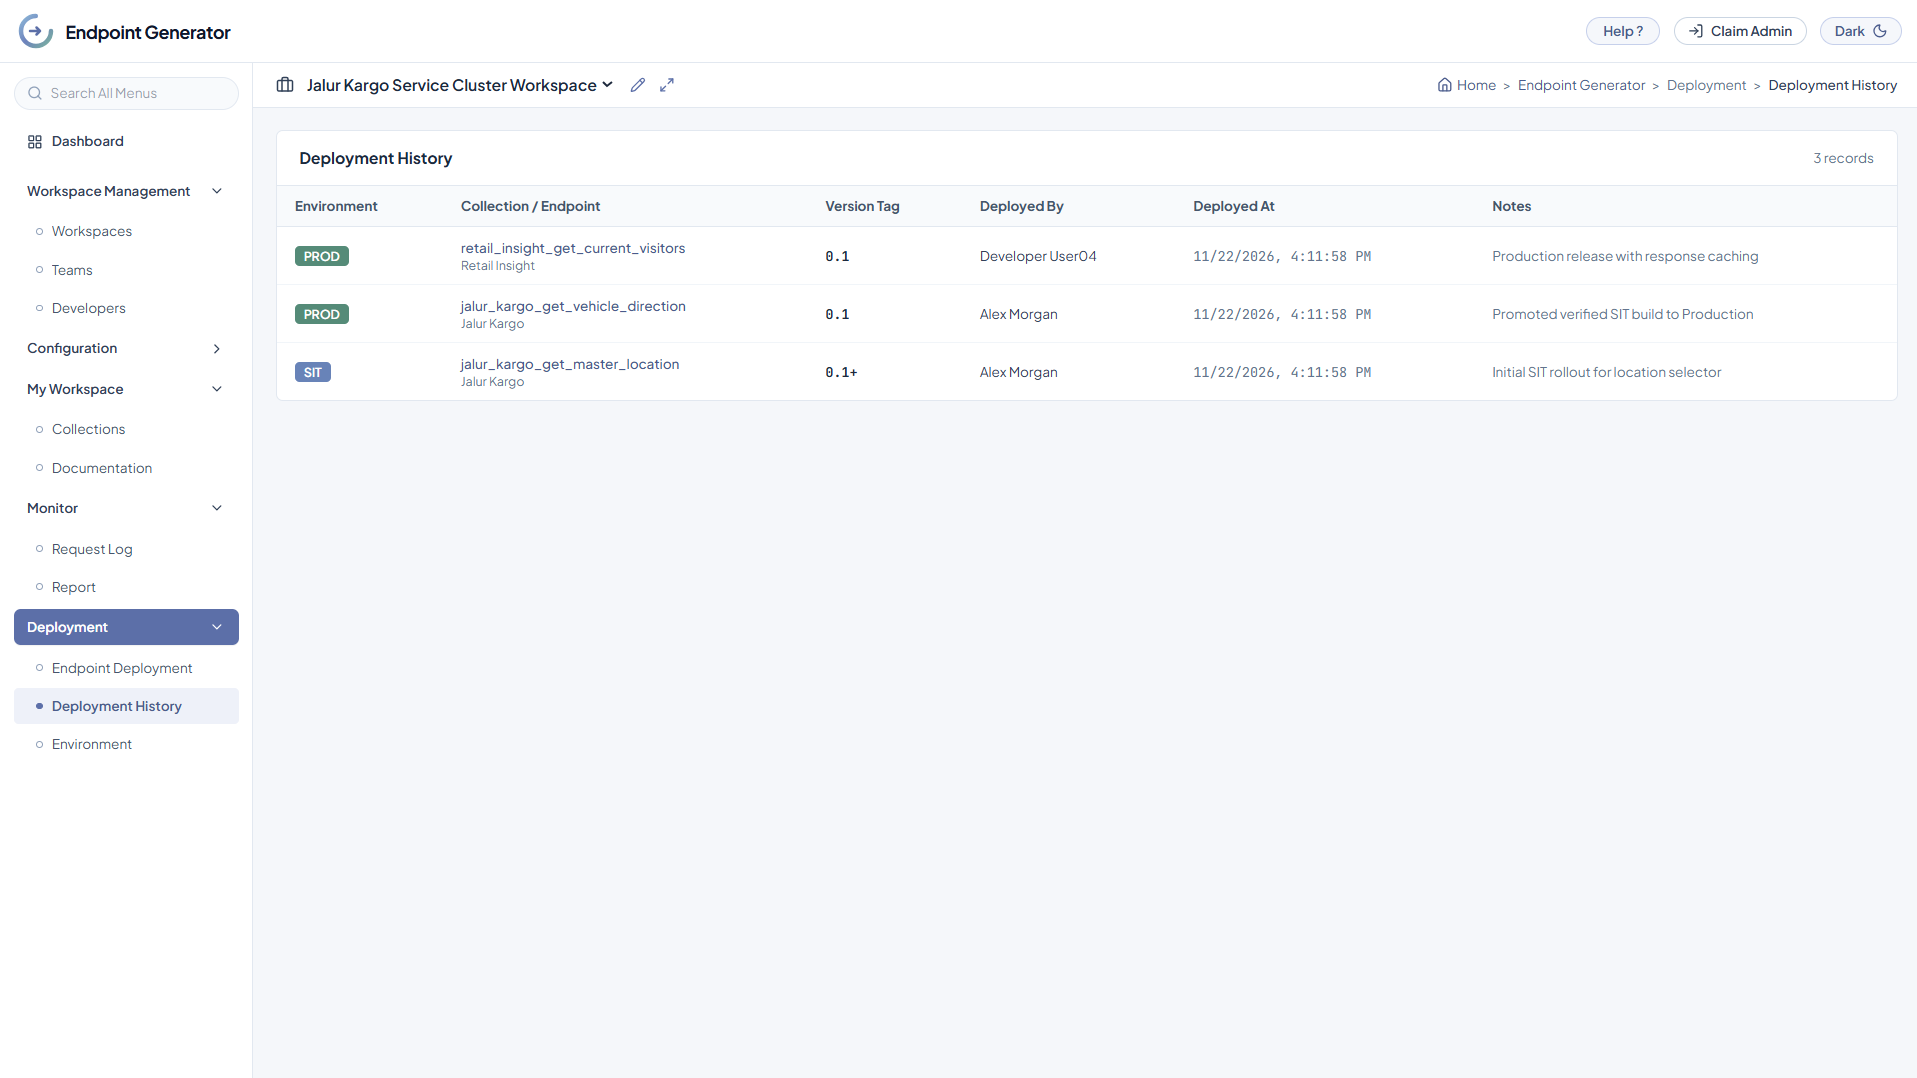 Endpoint Generator
Help ?
Claim Admin
Dark
Search All Menus
Dashboard
Workspace Management
Workspaces
Teams
Developers
Configuration
My Workspace
Collections
Documentation
Monitor
Request Log
Report
Deployment
Endpoint Deployment
Deployment History
Environment
Jalur Kargo Service Cluster Workspace
Home > Endpoint Generator > Deployment > Deployment History
Deployment History
3 records
Environment Collection / Endpoint Version Tag Deployed By Deployed At Notes
PROD retail_insight_get_current_visitors 0.1 Developer User04 11/22/2026, 4:11:58 PM Production release with response caching
Retail Insight
PROD jalur_kargo_get_vehicle_direction 0.1 Alex Morgan 11/22/2026, 4:11:58 PM Promoted verified SIT build to Production
Jalur Kargo
SIT jalur_kargo_get_master_location 0.1+ Alex Morgan 11/22/2026, 4:11:58 PM Initial SIT rollout for location selector
Jalur Kargo